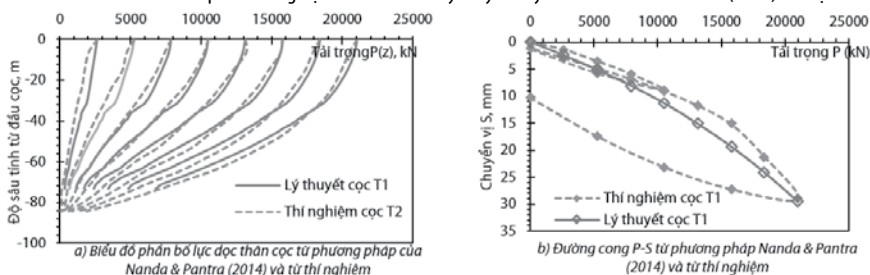 0 5000 10000 15000 20000 25000
Tải trọngP(z), kN
0
-20
-40
-60
-80
-100
Độ sâu tính từ đầu cọc, m
Lý thuyết cọc T1
Thí nghiệm cọc T2
a) Biểu đồ phần bố lực dọc thân cọc từ phương pháp của
Nanda & Pantra (2014) và từ thí nghiệm
0 5000 10000 15000 20000 25000
Tải trọng P (kN)
0
5
10
15
20
25
30
35
Chuyển vị S, mm
Thí nghiệm cọc T1
Lý thuyết cọc T1
b) Đường cong P-S từ phương pháp Nanda & Pantra
(2014) và từ thí nghiệm